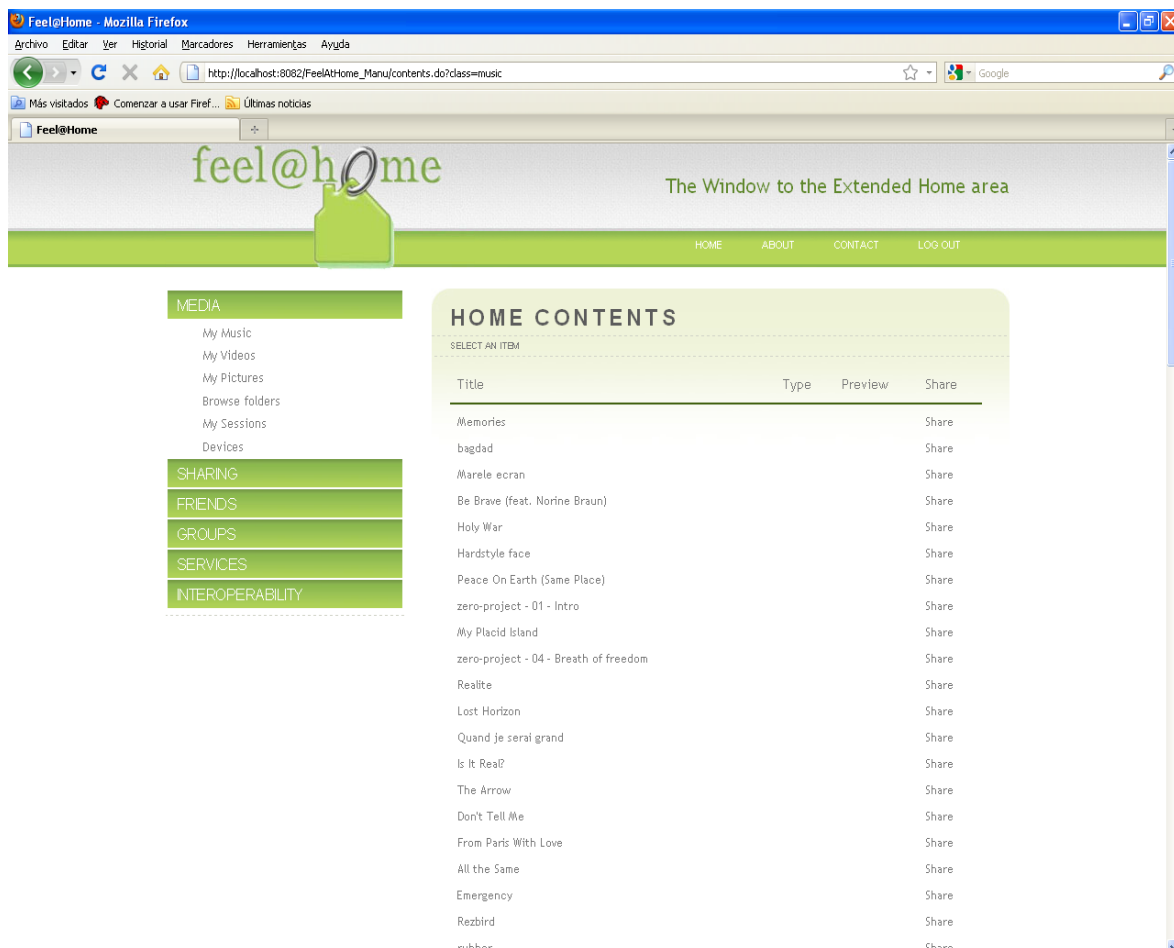 Feel@Home - Mozilla Firefox
Archivo Editar Ver Historial Marcadores Herramientas Ayuda
http://localhost:8082/FeelAtHome_Manu/contents.do?class=music
Google
Más visitados Comenzar a usar Firef... Últimas noticias
Feel@Home
feel@home
The Window to the Extended Home area
HOME ABOUT CONTACT LOG OUT
MEDIA
My Music
My Videos
My Pictures
Browse folders
My Sessions
Devices
SHARING
FRIENDS
GROUPS
SERVICES
INTEROPERABILITY
HOME CONTENTS
SELECT AN ITEM
Title Type Preview Share
Memories Share
bagdad Share
Marele ecran Share
Be Brave (feat. Norine Braun) Share
Holy War Share
Hardstyle face Share
Peace On Earth (Same Place) Share
zero-project - 01 - Intro Share
My Placid Island Share
zero-project - 04 - Breath of freedom Share
Realite Share
Lost Horizon Share
Quand je serai grand Share
Is It Real? Share
The Arrow Share
Don't Tell Me Share
From Paris With Love Share
All the Same Share
Emergency Share
Rezbird Share
rubber Share